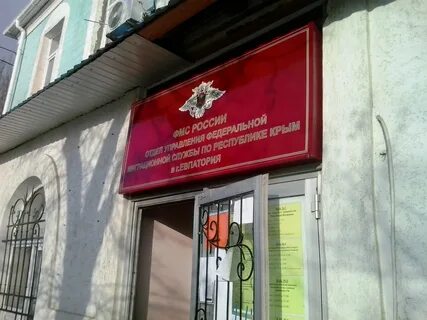 ФМС РОССИИ
ОТДЕЛ УПРАВЛЕНИЯ ФЕДЕРАЛЬНОЙ
МИГРАЦИОННОЙ СЛУЖБЫ ПО РЕСПУБЛИКЕ КРЫМ
в г.ЕВПАТОРИЯ